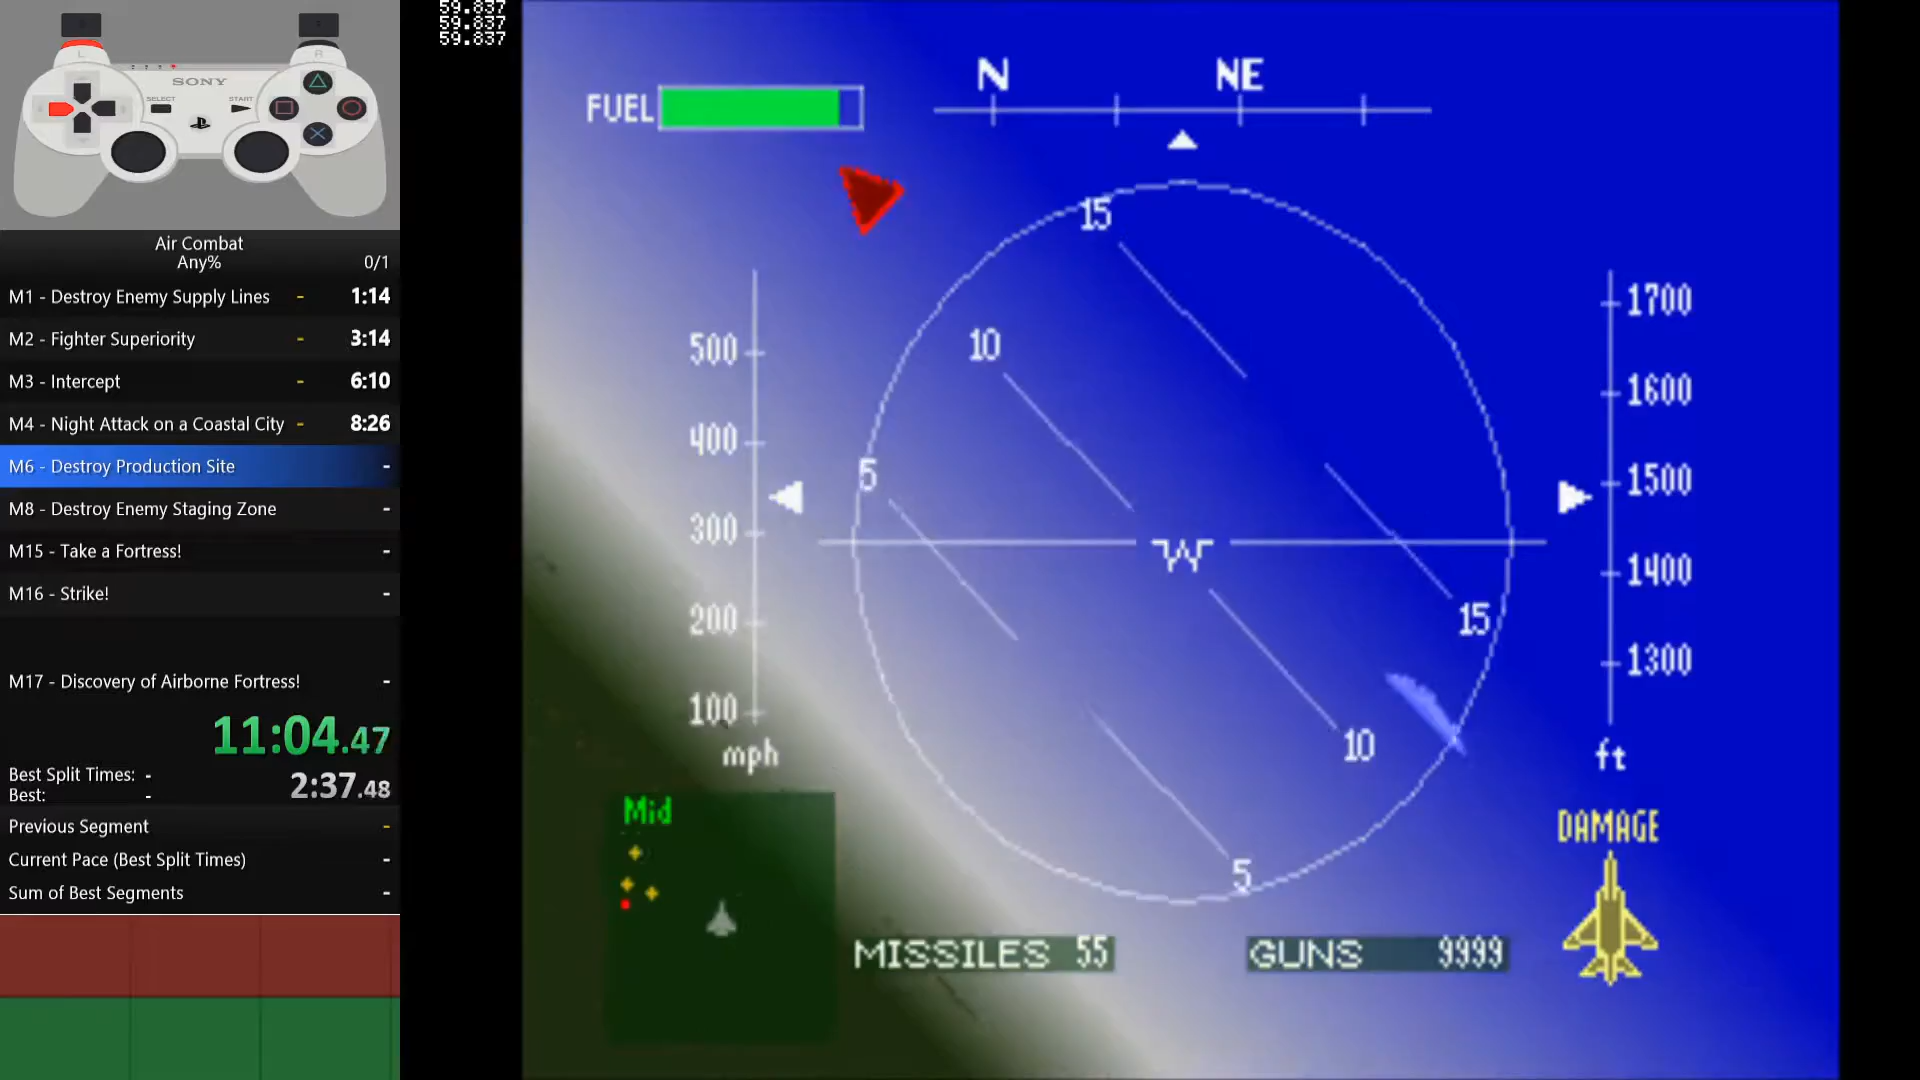 L
R
SONY
SELECT
START
Air Combat
Any%
0/1
M1 - Destroy Enemy Supply Lines - 1:14
M2 - Fighter Superiority - 3:14
M3 - Intercept - 6:10
M4 - Night Attack on a Coastal City - 8:26
M6 - Destroy Production Site -
M8 - Destroy Enemy Staging Zone -
M15 - Take a Fortress! -
M16 - Strike! -
M17 - Discovery of Airborne Fortress! -
11:04.47
Best Split Times: -
Best: -
2:37.48
Previous Segment -
Current Pace (Best Split Times) -
Sum of Best Segments -
59.837
59.837
59.837
FUEL
N
NE
15
10
5
15
10
5
500
400
300
200
100
mph
1700
1600
1500
1400
1300
ft
Mid
MISSILES 55
GUNS 9999
DAMAGE